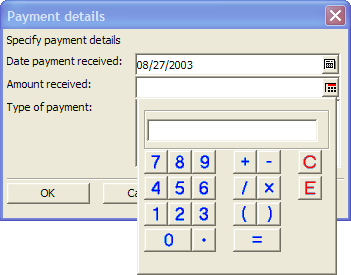 Payment details
Specify payment details
Date payment received: 08/27/2003
Amount received:
Type of payment:
7 8 9 + - C
4 5 6 / × E
1 2 3 ( )
0 . =
OK